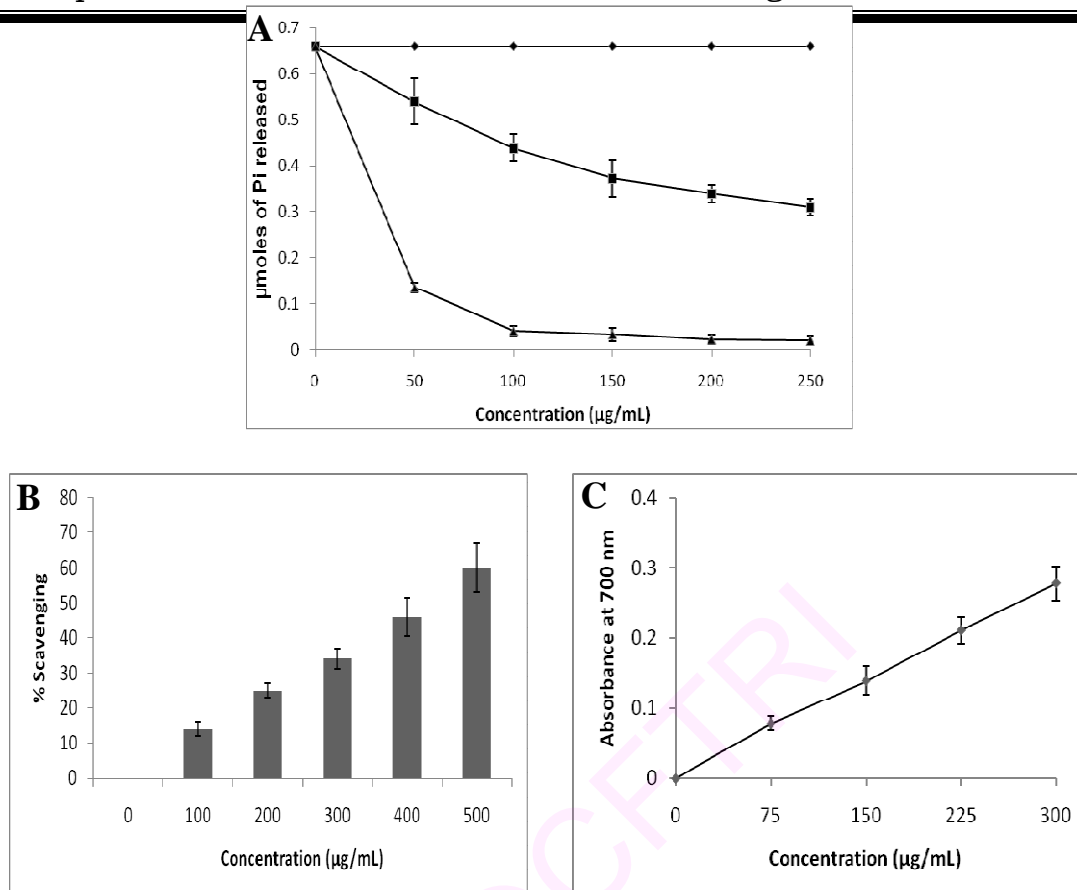 A
0.7
0.6
0.5
0.4
0.3
0.2
0.1
0
µmoles of Pi released
0 50 100 150 200 250
Concentration (µg/mL)
B
80
70
60
50
40
30
20
10
0
% Scavenging
0 100 200 300 400 500
Concentration (µg/mL)
C
0.4
0.3
0.2
0.1
0
Absorbance at 700 nm
0 75 150 225 300
Concentration (µg/mL)
CFTRI